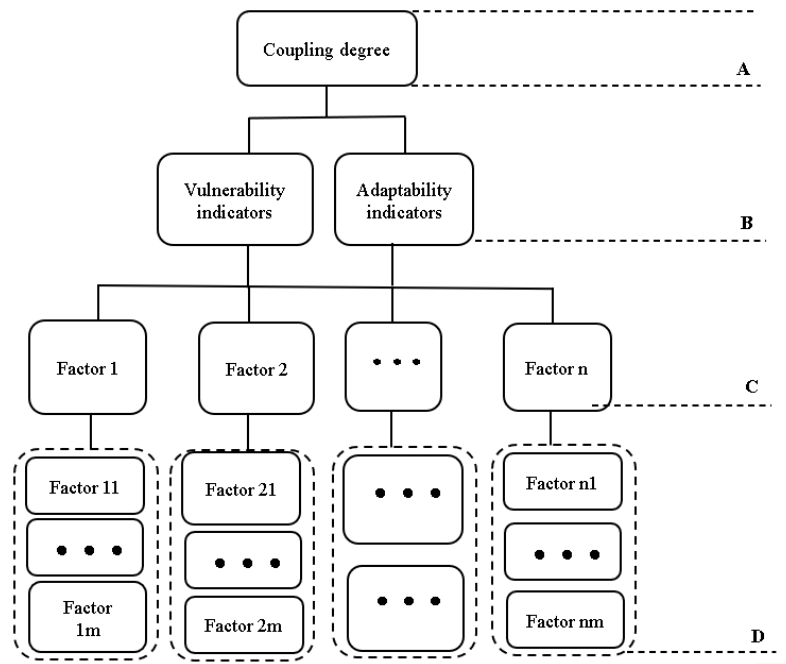 Coupling degree
A
Vulnerability
indicators
Adaptability
indicators
B
Factor 1
Factor 2
• • •
Factor n
C
Factor 11
• • •
Factor
1m
Factor 21
• • •
Factor 2m
• • •
• • •
Factor n1
• • •
Factor nm
D